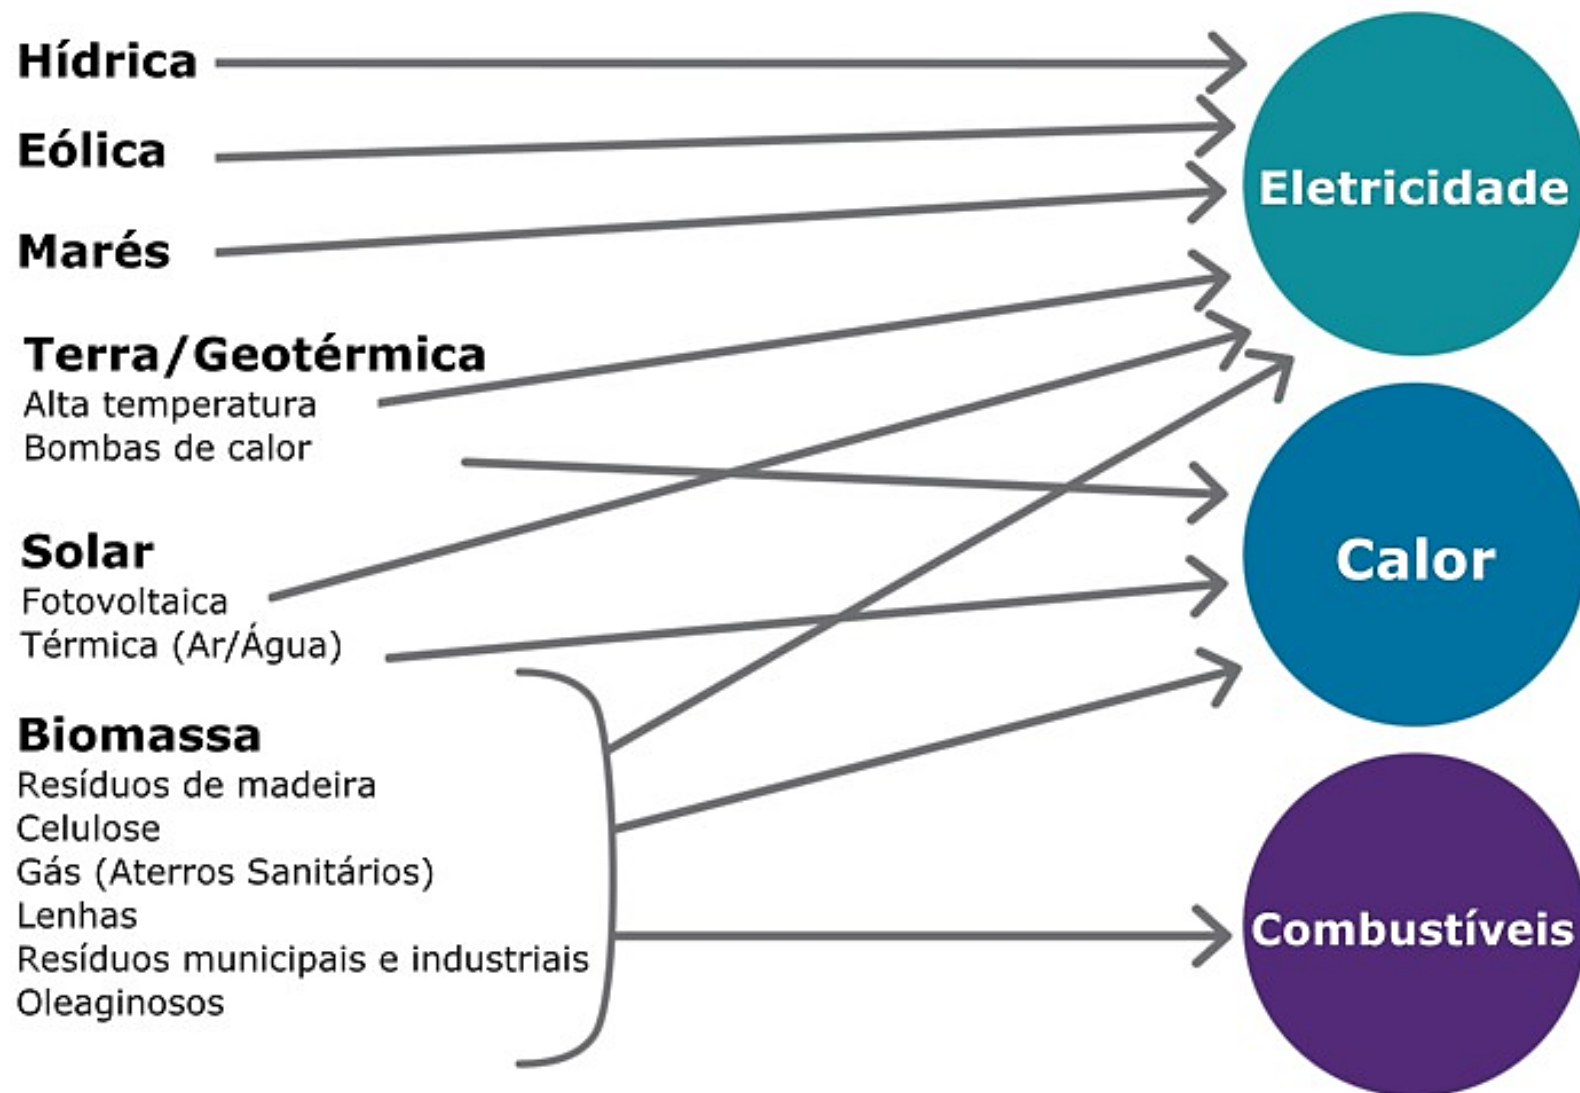 Hídrica
Eólica
Marés
Terra/Geotérmica
Alta temperatura
Bombas de calor
Solar
Fotovoltaica
Térmica (Ar/Água)
Biomassa
Resíduos de madeira
Celulose
Gás (Aterros Sanitários)
Lenhas
Resíduos municipais e industriais
Oleaginosos
Eletricidade
Calor
Combustíveis